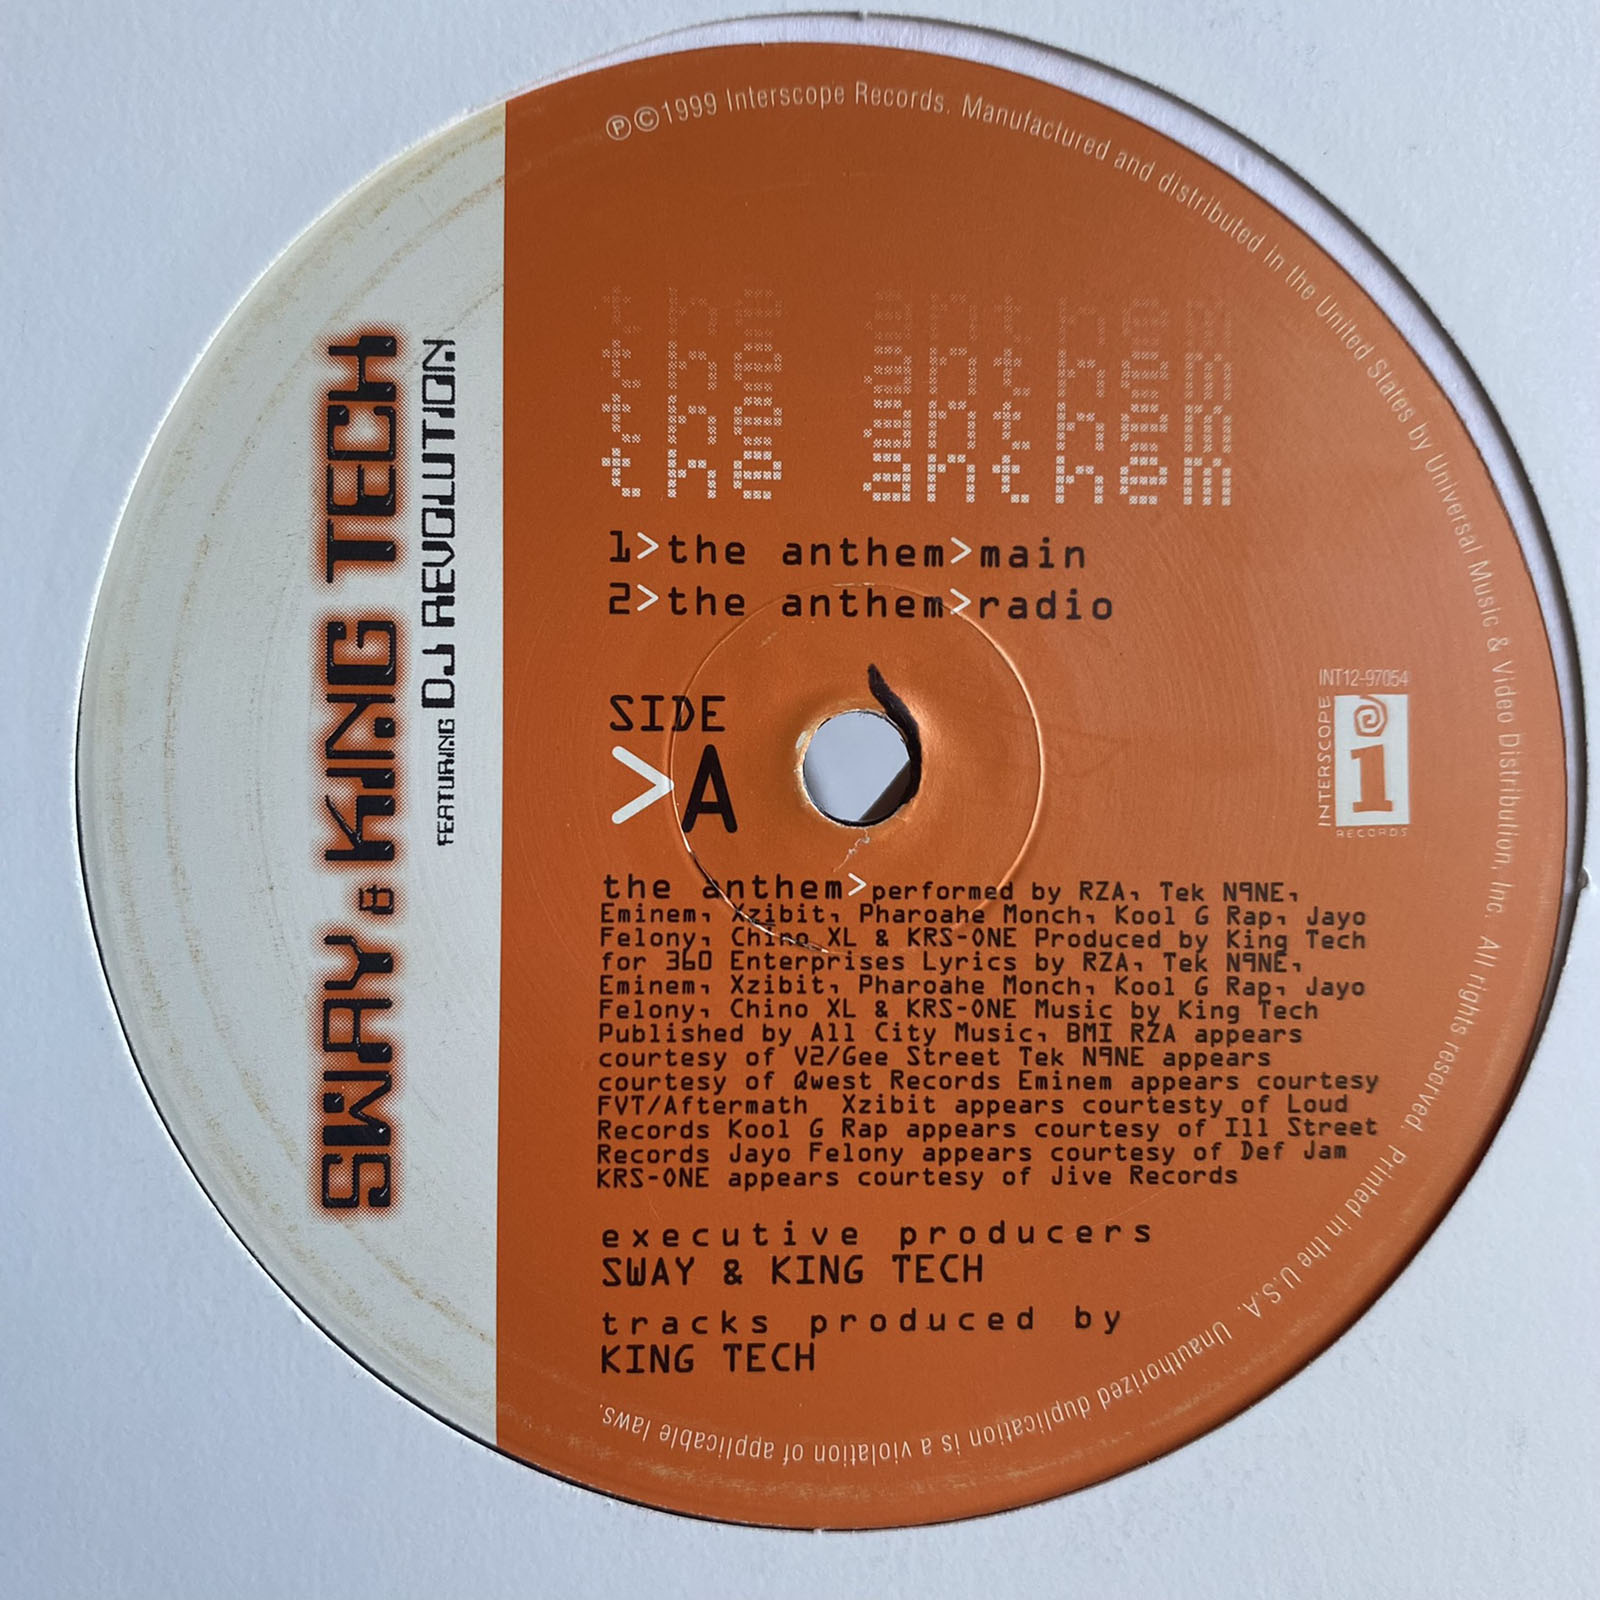 SWAY & KING TECH
FEATURING DJ REVOLUTION
℗©1999 Interscope Records. Manufactured and distributed in the United States by Universal Music & Video Distribution, Inc. All rights reserved. Printed in the U.S.A. Unauthorized duplication is a violation of applicable laws.
the anthem
the anthem
the anthem
the anthem
1>the anthem>main
2>the anthem>radio
SIDE
>A
INT12-97054
INTERSCOPE
i
RECORDS
the anthem>performed by RZA, Tek N9NE,
Eminem, Xzibit, Pharoahe Monch, Kool G Rap, Jayo
Felony, Chino XL & KRS-ONE Produced by King Tech
for 360 Enterprises Lyrics by RZA, Tek N9NE,
Eminem, Xzibit, Pharoahe Monch, Kool G Rap, Jayo
Felony, Chino XL & KRS-ONE Music by King Tech
Published by All City Music, BMI RZA appears
courtesy of V2/Gee Street Tek N9NE appears
courtesy of Qwest Records Eminem appears courtesy
FVT/Aftermath Xzibit appears courtesty of Loud
Records Kool G Rap appears courtesy of Ill Street
Records Jayo Felony appears courtesy of Def Jam
KRS-ONE appears courtesy of Jive Records
executive producers
SWAY & KING TECH
tracks produced by
KING TECH